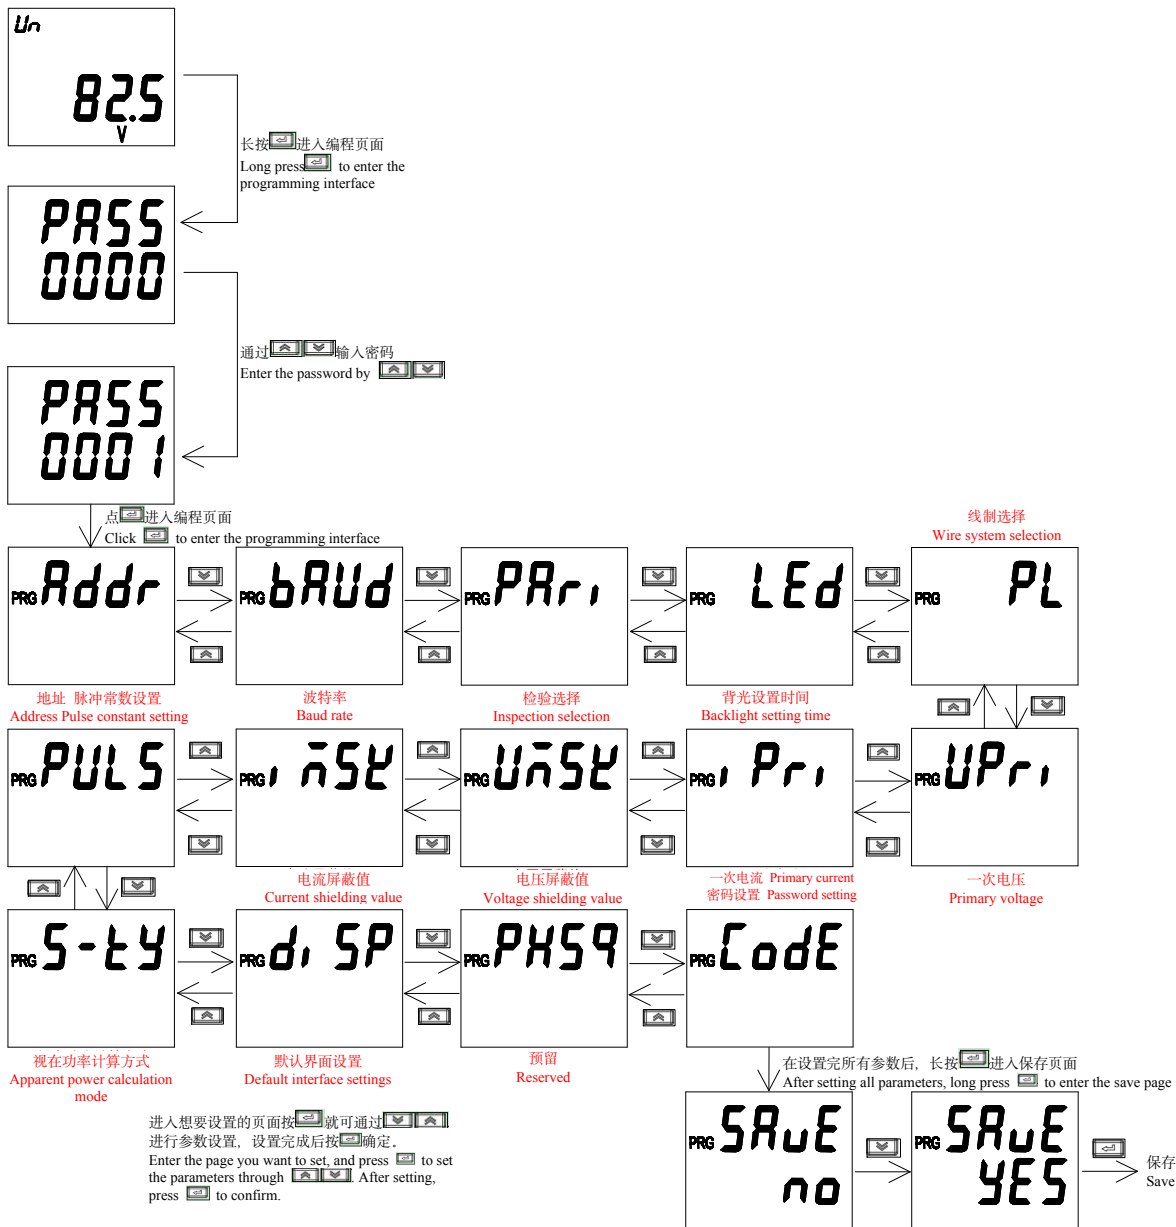 Un
82.5
V
长按进入编程页面
Long press to enter the
programming interface
PASS
0000
通过输入密码
Enter the password by
PASS
0001
点进入编程页面
Click to enter the programming interface
线制选择
Wire system selection
PRG Addr
PRG bAUd
PRG PAri
PRG LEd
PRG PL
地址 脉冲常数设置
Address Pulse constant setting
波特率
Baud rate
检验选择
Inspection selection
背光设置时间
Backlight setting time
PRG PULS
PRG
PRG
PRG i Pri
PRG UPri
电流屏蔽值
Current shielding value
电压屏蔽值
Voltage shielding value
一次电流 Primary current
密码设置 Password setting
一次电压
Primary voltage
PRG S-tY
PRG di SP
PRG PHSq
PRG CodE
视在功率计算方式
Apparent power calculation
mode
默认界面设置
Default interface settings
预留
Reserved
在设置完所有参数后，长按进入保存页面
After setting all parameters, long press to enter the save page
进入想要设置的页面按就可通过
进行参数设置，设置完成后按确定。
Enter the page you want to set, and press to set
the parameters through . After setting,
press to confirm.
PRG SAvE
no
PRG SAvE
YES
保存
Save